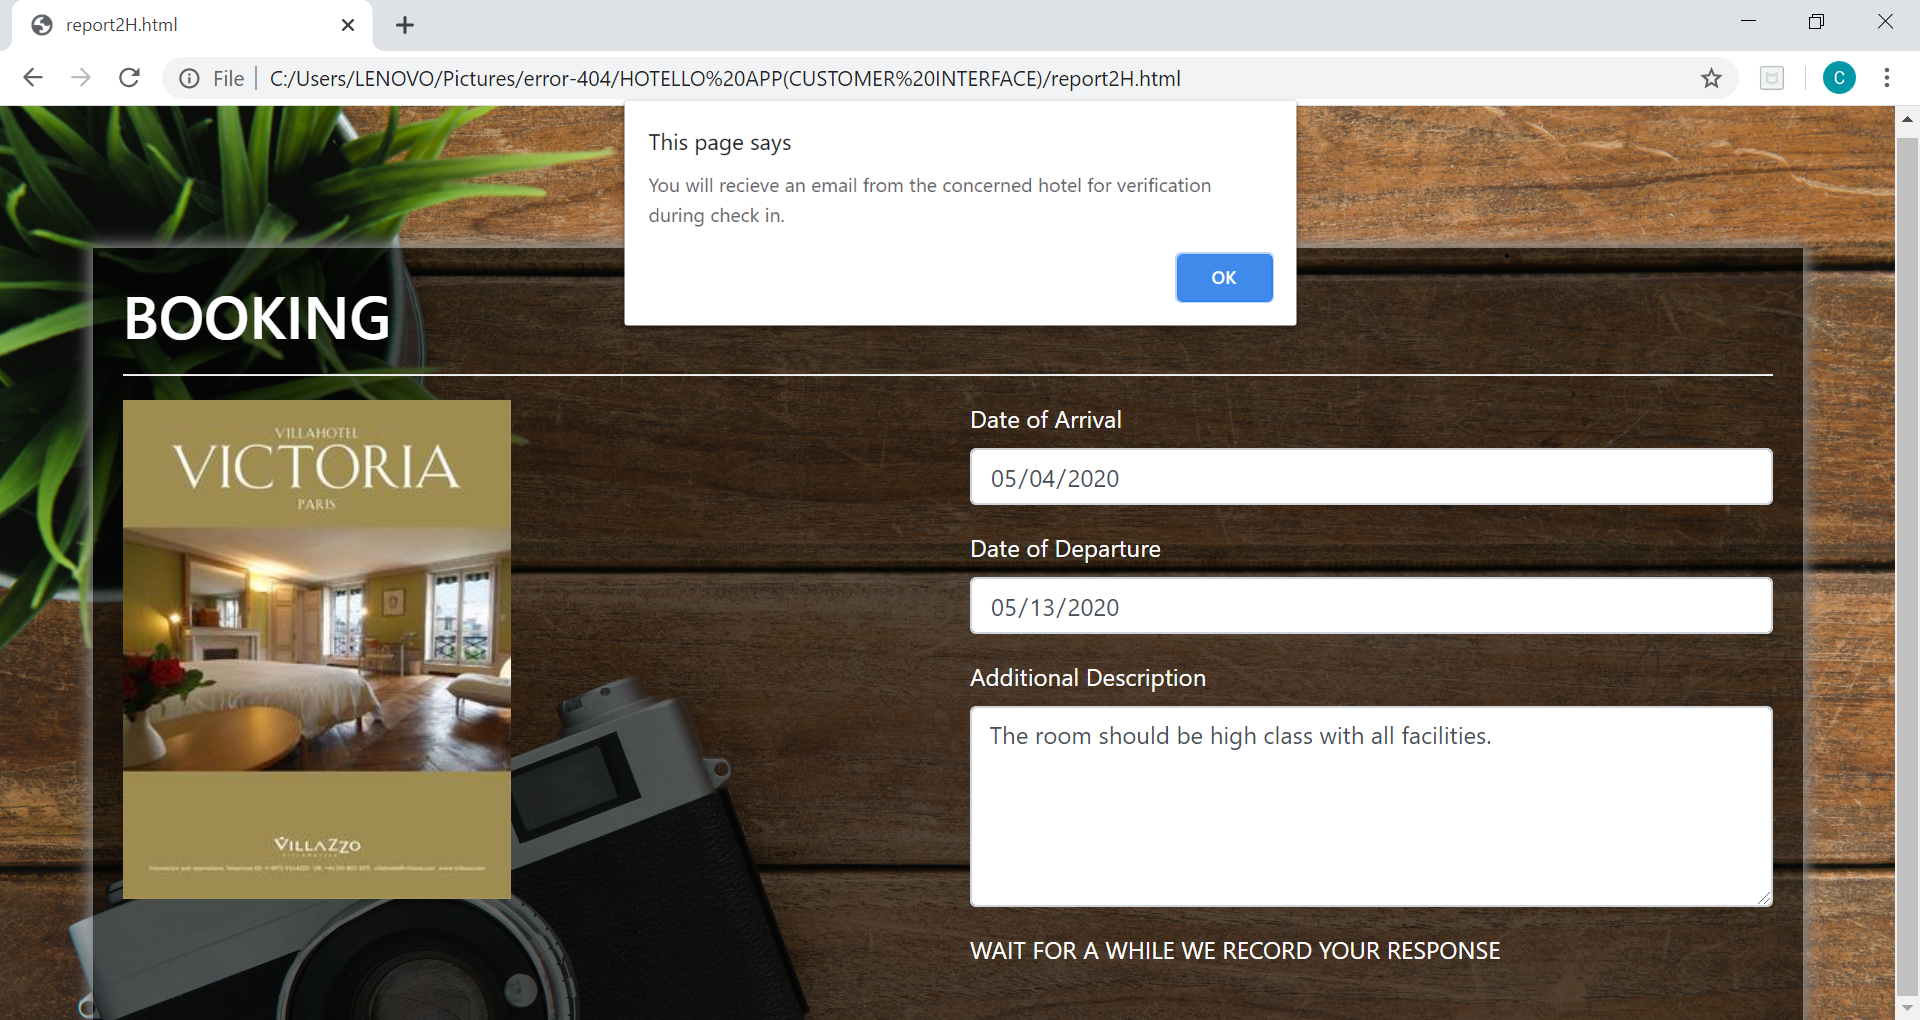 report2H.html
File
C:/Users/LENOVO/Pictures/error-404/HOTELLO%20APP(CUSTOMER%20INTERFACE)/report2H.html
C
This page says
You will recieve an email from the concerned hotel for verification
during check in.
OK
BOOKING
VILLAHOTEL
VICTORIA
PARIS
VILLAZZO
Date of Arrival
05/04/2020
Date of Departure
05/13/2020
Additional Description
The room should be high class with all facilities.
WAIT FOR A WHILE WE RECORD YOUR RESPONSE